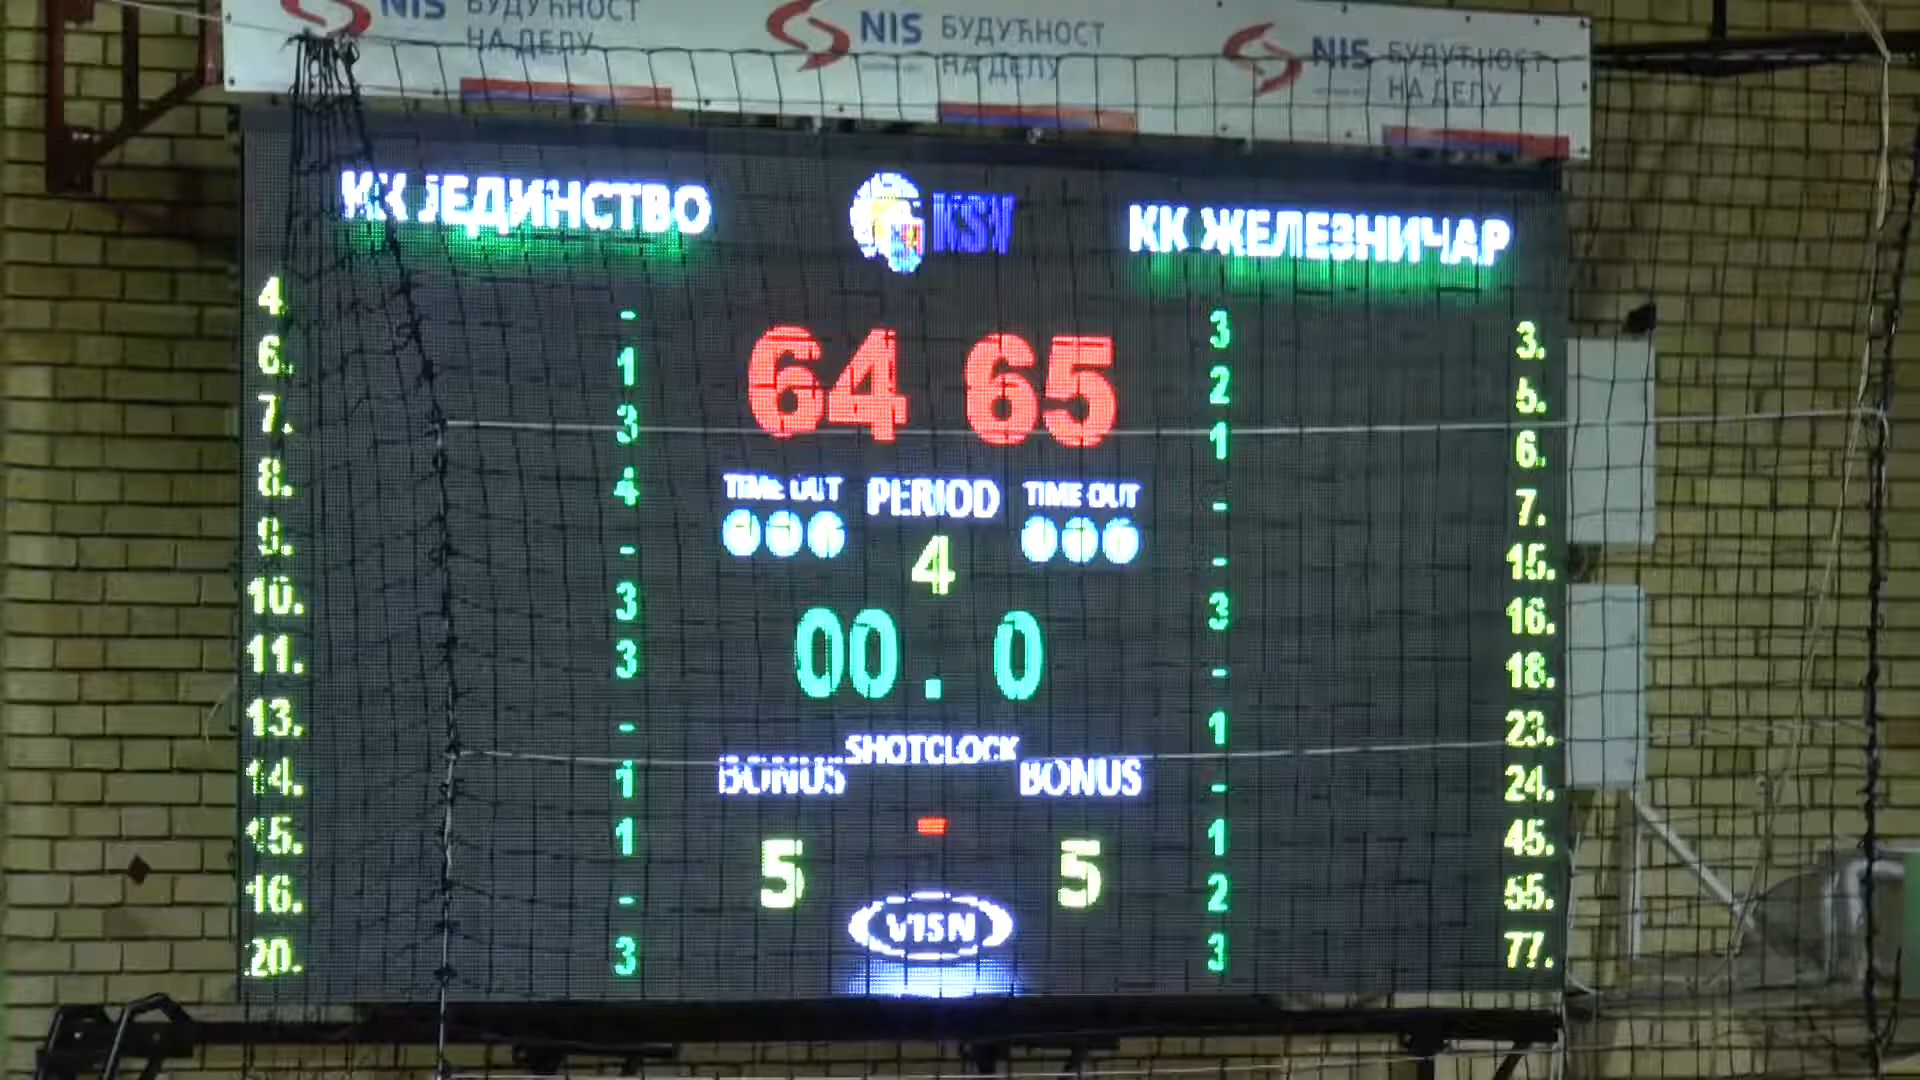 NIS БУДУЋНОСТ
НА ДЕЛУ
NIS БУДУЋНОСТ
НА ДЕЛУ
NIS БУДУЋНОСТ
НА ДЕЛУ
КК ЈЕДИНСТВО
KSV
КК ЖЕЛЕЗНИЧАР
64 65
TIME OUT PERIOD TIME OUT
4
00.0
SHOTCLOCK
BONUS BONUS
-
5 5
4. -
6. 1
7. 3
8. 4
9. -
10. 3
11. 3
13. -
14. 1
15. 1
16. -
20. 3
3 3.
2 5.
1 6.
- 7.
- 15.
3 16.
- 18.
1 23.
- 24.
1 45.
2 55.
3 77.